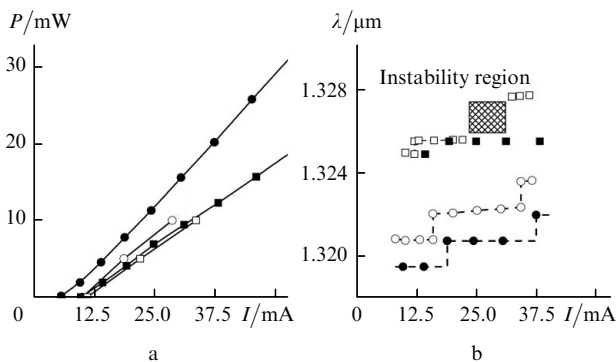 P/mW
30
20
10
0
12.5
25.0
37.5
I/mA
a
λ/μm
1.328
Instability region
1.324
1.320
0
12.5
25.0
37.5
I/mA
b